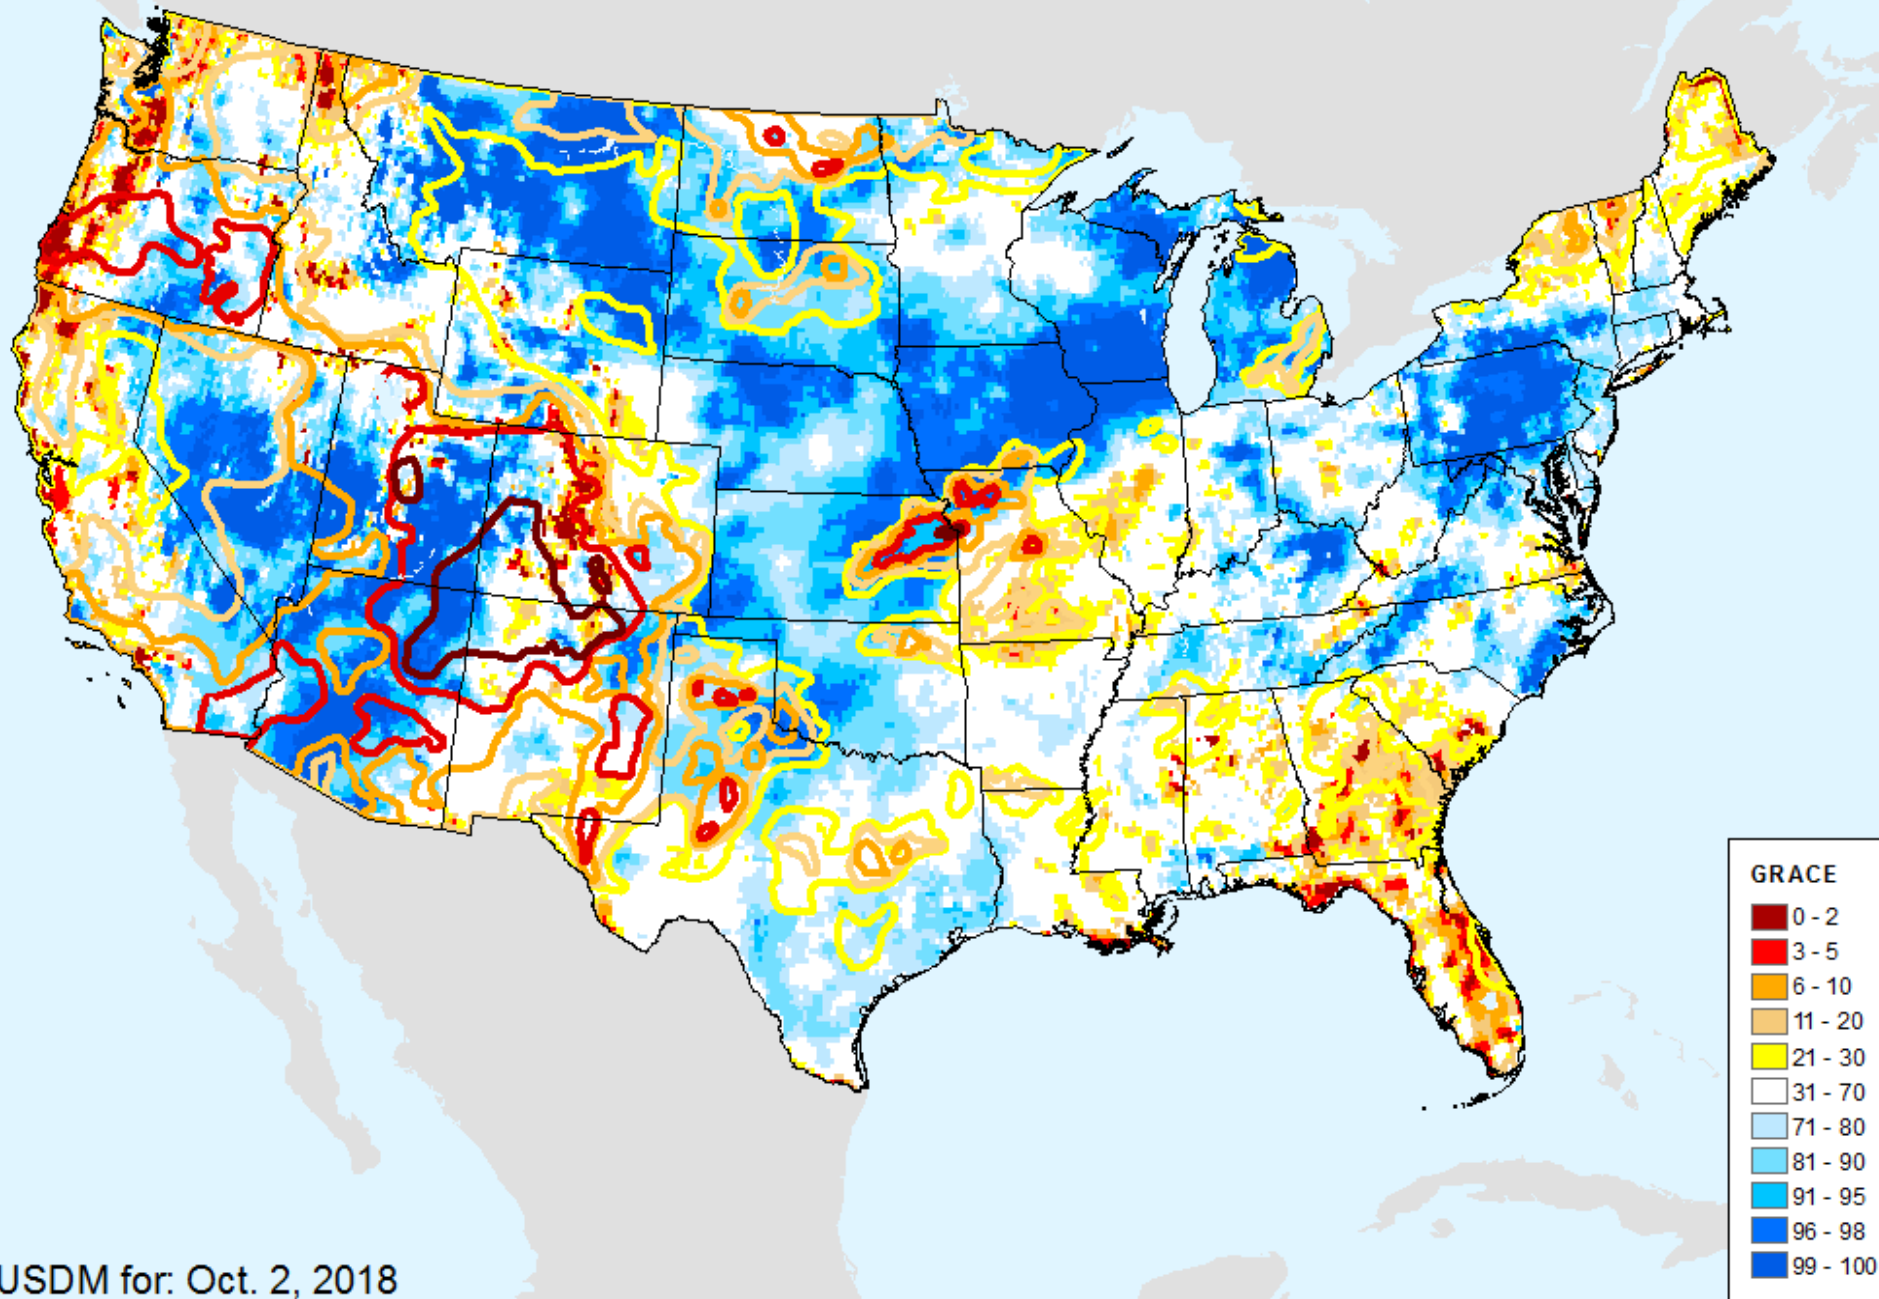 GRACE
0 - 2
3 - 5
6 - 10
11 - 20
21 - 30
31 - 70
71 - 80
81 - 90
91 - 95
96 - 98
99 - 100
USDM for: Oct. 2, 2018